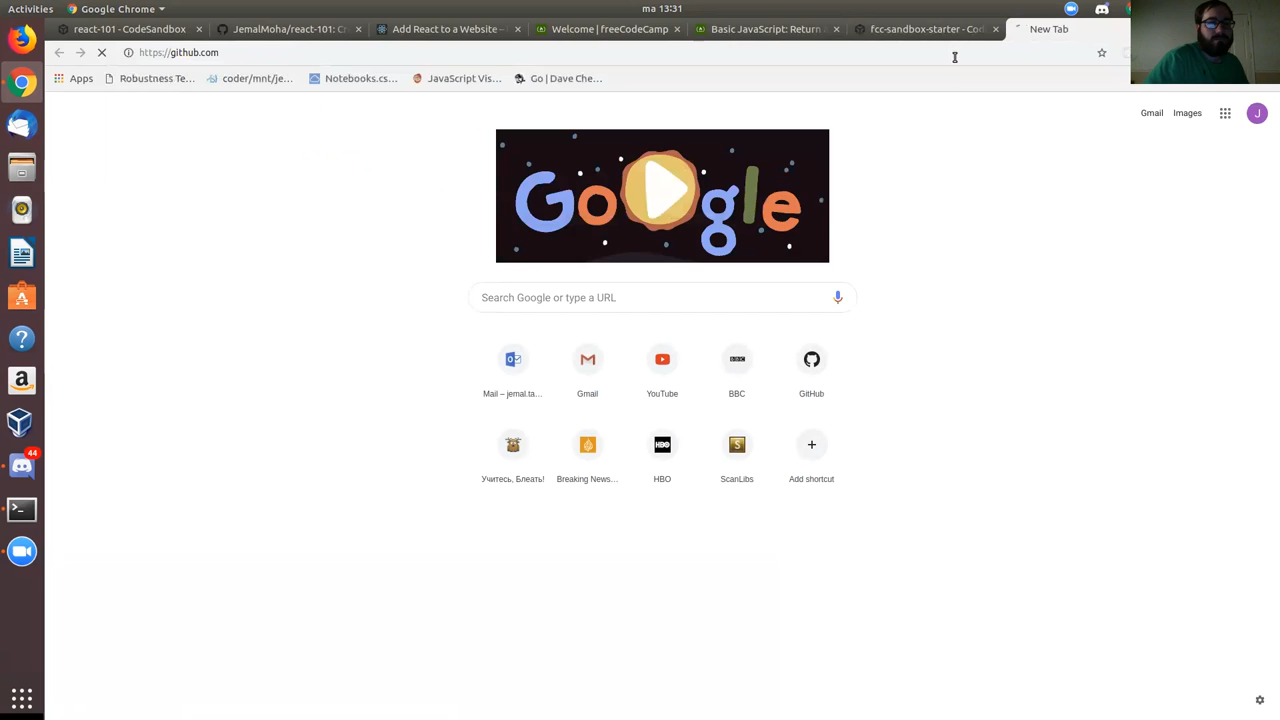 Activities
Google Chrome
ma 13:31
react-101 - CodeSandbox
JemalMoha/react-101: Cr
Add React to a Website –
Welcome | freeCodeCamp
Basic JavaScript: Return
fcc-sandbox-starter - Cod
New Tab
https://github.com
Apps
Robustness Te...
coder/mnt/je...
Notebooks.cs...
JavaScript Vis...
Go | Dave Che...
Gmail
Images
J
Google
Search Google or type a URL
Mail – jemal.ta...
Gmail
YouTube
BBC
BBC
GitHub
HBO
S
Учитесь, Блеать!
Breaking News...
HBO
ScanLibs
Add shortcut
44